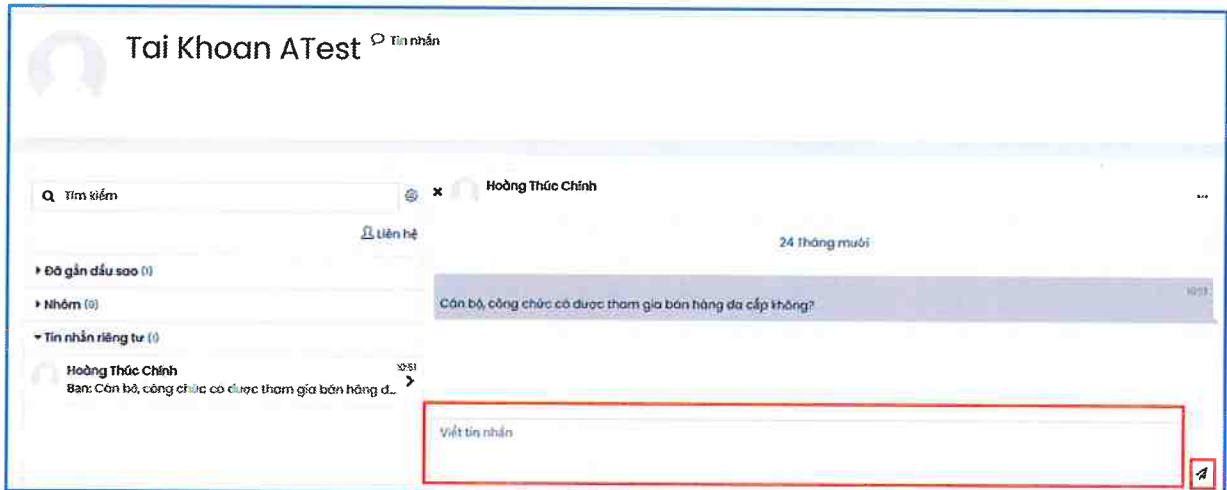 Tai Khoan ATest Tin nhắn
Tìm kiếm
Liên hệ
Đã gắn dấu sao (1)
Nhóm (0)
Tin nhắn riêng tư (1)
Hoàng Thúc Chính 10:51
Bạn: Cán bộ, công chức có được tham gia bán hàng đ...
Hoàng Thúc Chính
24 Tháng mười
Cán bộ, công chức có được tham gia bán hàng đa cấp không?
10:51
Viết tin nhắn